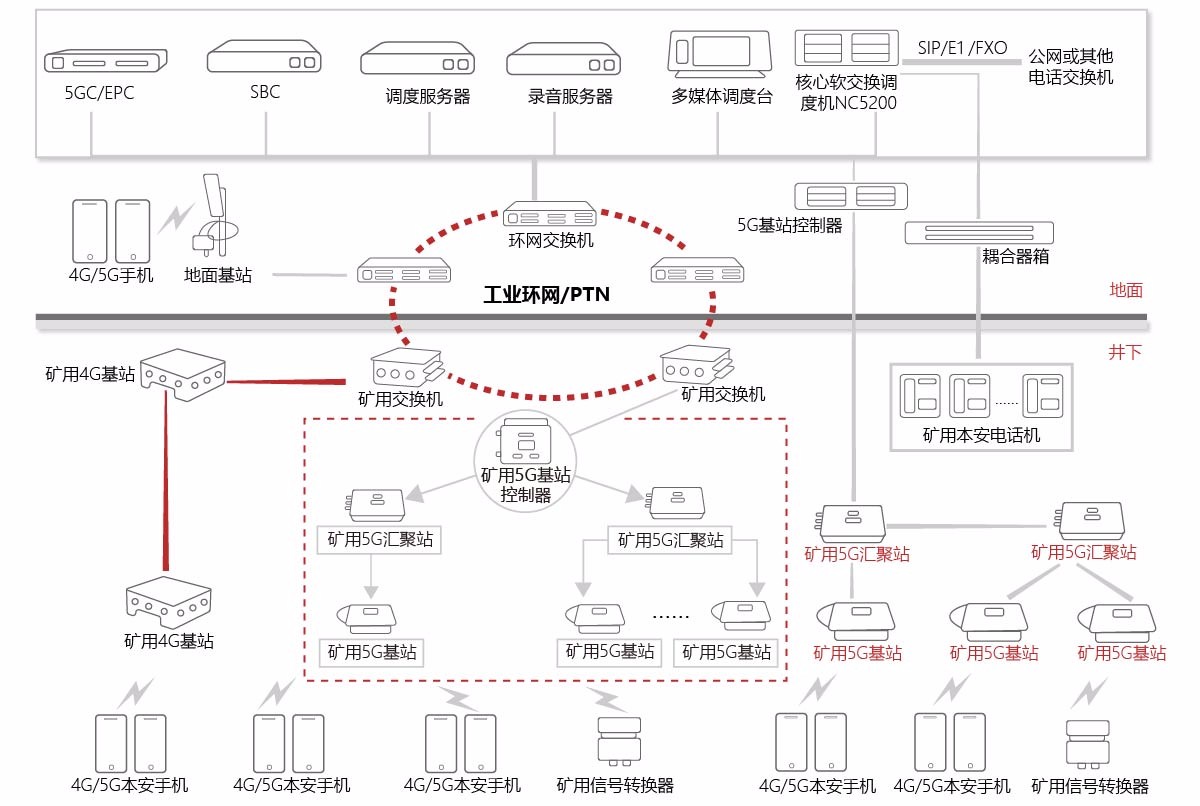 SIP/E1 /FXO
公网或其他
电话交换机
5GC/EPC
SBC
调度服务器
录音服务器
多媒体调度台
核心软交换调
度机NC5200
4G/5G手机
地面基站
环网交换机
5G基站控制器
耦合器箱
工业环网/PTN
地面
井下
矿用4G基站
矿用交换机
矿用交换机
......
矿用本安电话机
矿用5G基站
控制器
矿用5G汇聚站
矿用5G汇聚站
矿用5G汇聚站
矿用5G汇聚站
......
矿用4G基站
矿用5G基站
矿用5G基站
矿用5G基站
矿用5G基站
矿用5G基站
矿用5G基站
4G/5G本安手机
4G/5G本安手机
4G/5G本安手机
矿用信号转换器
4G/5G本安手机
4G/5G本安手机
矿用信号转换器